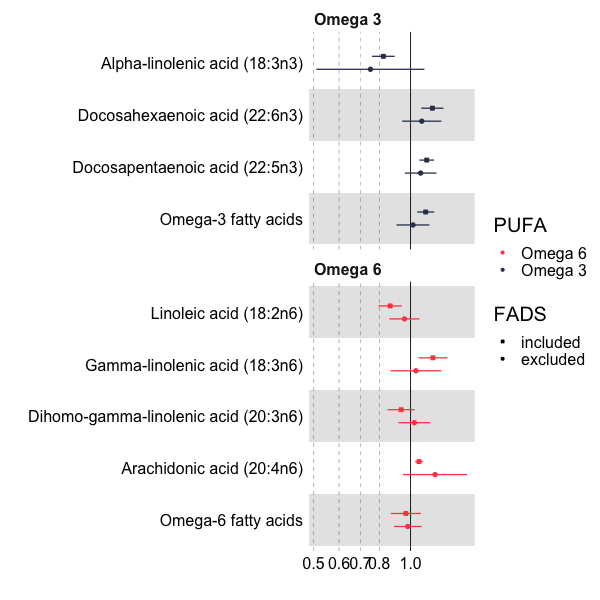 Omega 3
Alpha-linolenic acid (18:3n3)
Docosahexaenoic acid (22:6n3)
Docosapentaenoic acid (22:5n3)
Omega-3 fatty acids
Omega 6
Linoleic acid (18:2n6)
Gamma-linolenic acid (18:3n6)
Dihomo-gamma-linolenic acid (20:3n6)
Arachidonic acid (20:4n6)
Omega-6 fatty acids
0.5 0.6 0.7 0.8 1.0
PUFA
Omega 6
Omega 3
FADS
included
excluded